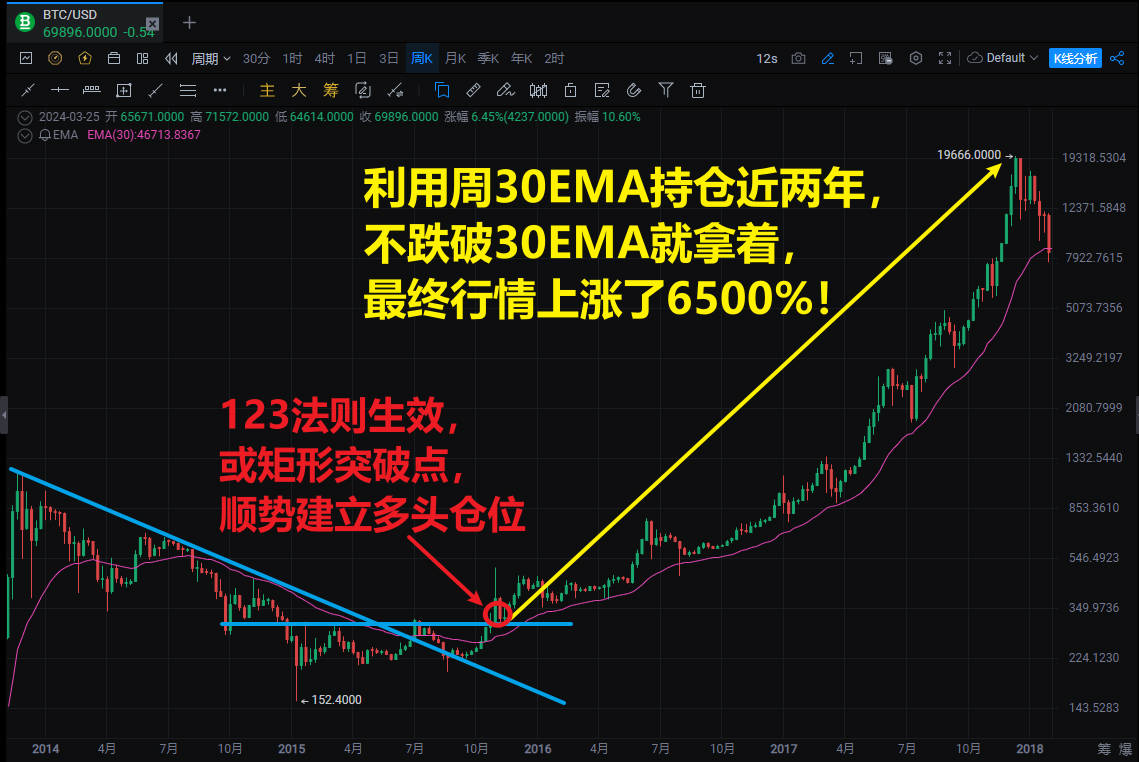 BTC/USD
69896.0000 -0.54
周期 30分 1时 4时 1日 3日 周K 月K 季K 年K 2时 12s Default K线分析
主 大 筹
2024-03-25 开 65671.0000 高 71572.0000 低 64614.0000 收 69896.0000 涨幅 6.45%(4237.0000) 振幅 10.60%
EMA EMA(30):46713.8367
19666.0000
利用周30EMA持仓近两年，
不跌破30EMA就拿着，
最终行情上涨了6500%！
123法则生效，
或矩形突破点，
顺势建立多头仓位
152.4000
19318.5304
12371.5848
7922.7615
5073.7356
3249.2197
2080.7999
1332.5440
853.3610
546.4923
349.9736
224.1230
143.5283
2014 4月 7月 10月 2015 4月 7月 10月 2016 4月 7月 10月 2017 4月 7月 10月 2018 筹 爆